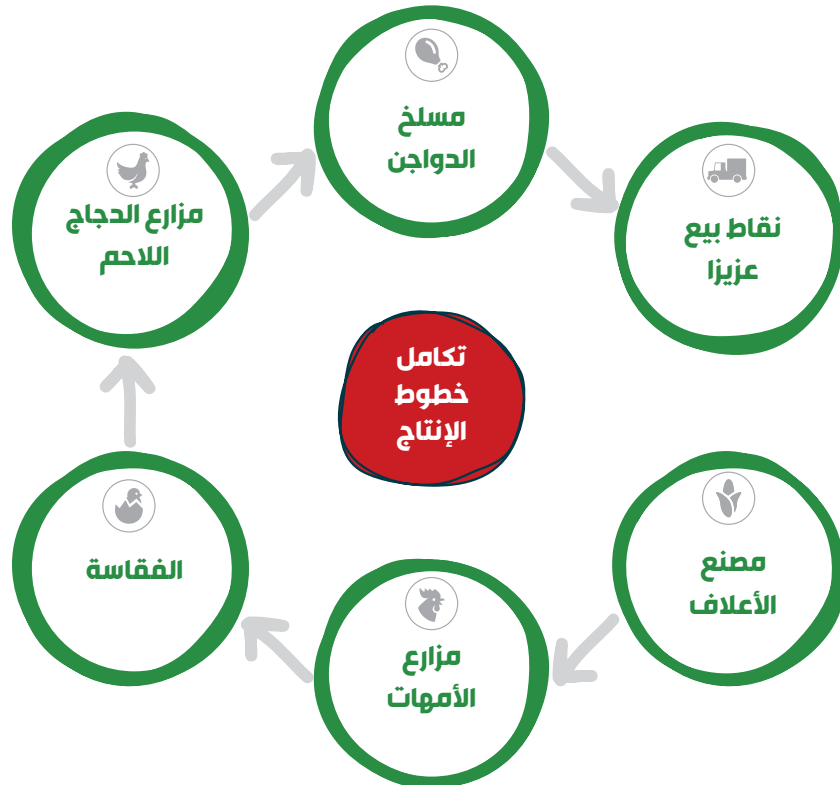 مسلخ
الدواجن
نقاط بيع
عزيزا
مزارع الدجاج
اللاحم
تكامل
خطوط
الإنتاج
الفقاسة
مصنع
الأعلاف
مزارع
الأمهات